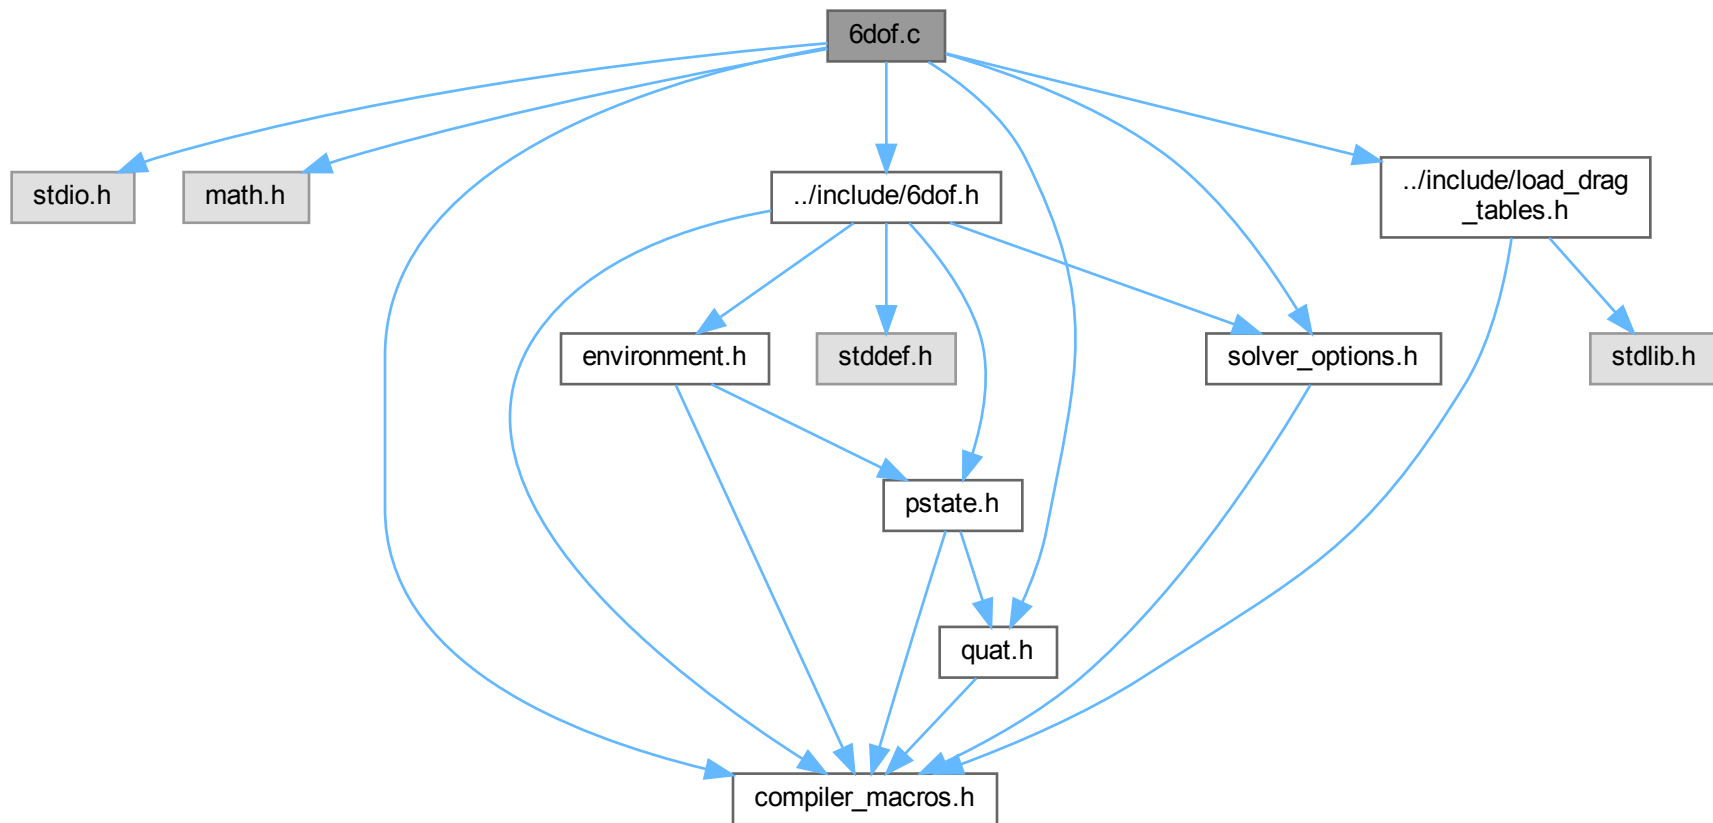 6dof.c
stdio.h
math.h
../include/6dof.h
../include/load_drag
_tables.h
environment.h
stddef.h
solver_options.h
stdlib.h
pstate.h
quat.h
compiler_macros.h